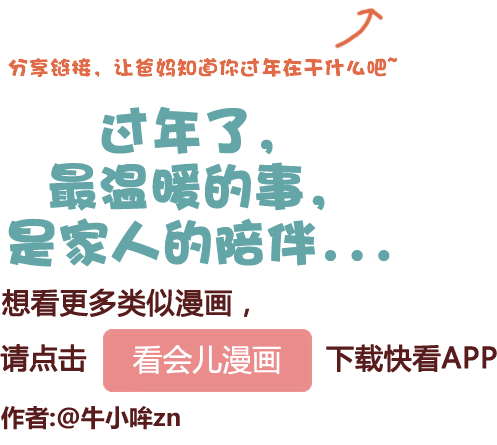 分享链接，让爸妈知道你过年在干什么吧~
过年了，
最温暖的事，
是家人的陪伴...
想看更多类似漫画，
请点击 看会儿漫画 下载快看APP
作者:@牛小哞zn